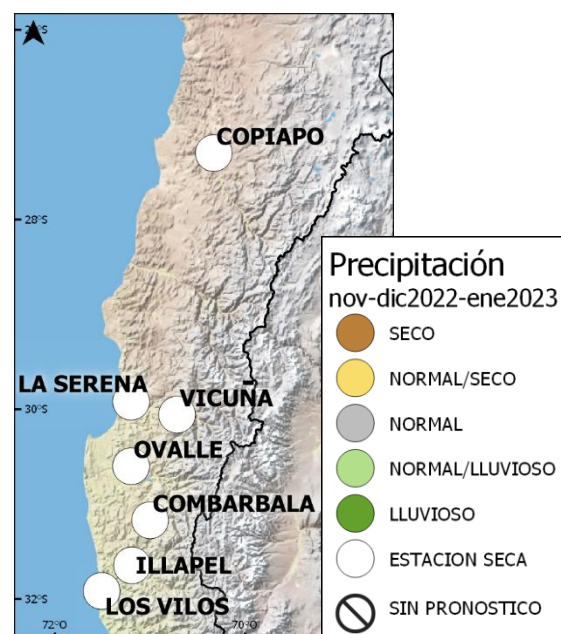 COPIAPO
28°S
LA SERENA
VICUÑA
30°S
OVALLE
COMBARBALA
ILLAPEL
LOS VILOS
32°S
72°O
70°O
Precipitación
nov-dic2022-ene2023
SECO
NORMAL/SECO
NORMAL
NORMAL/LLUVIOSO
LLUVIOSO
ESTACION SECA
SIN PRONOSTICO